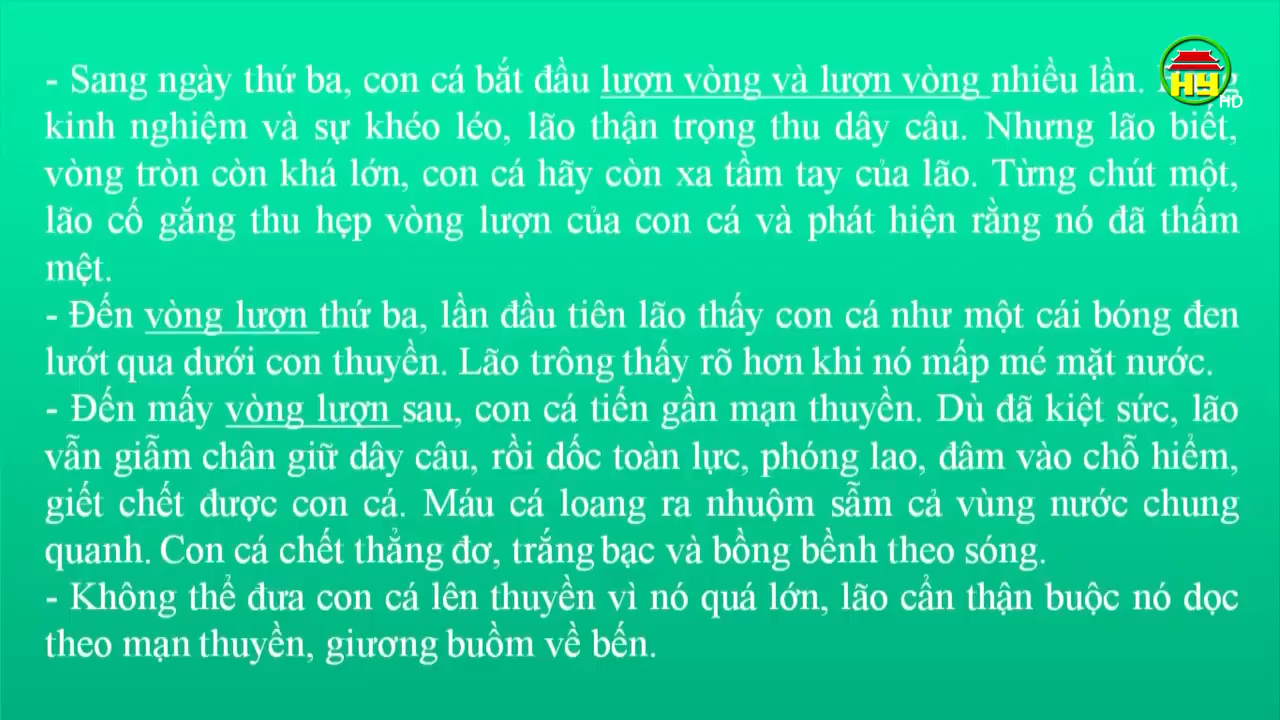 - Sang ngày thứ ba, con cá bắt đầu lượn vòng và lượn vòng nhiều lần.
kinh nghiệm và sự khéo léo, lão thận trọng thu dây câu. Nhưng lão biết,
vòng tròn còn khá lớn, con cá hãy còn xa tầm tay của lão. Từng chút một,
lão cố gắng thu hẹp vòng lượn của con cá và phát hiện rằng nó đã thấm
mệt.
- Đến vòng lượn thứ ba, lần đầu tiên lão thấy con cá như một cái bóng đen
lướt qua dưới con thuyền. Lão trông thấy rõ hơn khi nó mấp mé mặt nước.
- Đến mấy vòng lượn sau, con cá tiến gần mạn thuyền. Dù đã kiệt sức, lão
vẫn giẫm chân giữ dây câu, rồi dốc toàn lực, phóng lao, đâm vào chỗ hiểm,
giết chết được con cá. Máu cá loang ra nhuộm sẫm cả vùng nước chung
quanh. Con cá chết thẳng đơ, trắng bạc và bồng bềnh theo sóng.
- Không thể đưa con cá lên thuyền vì nó quá lớn, lão cẩn thận buộc nó dọc
theo mạn thuyền, giương buồm về bến.
HY
HD